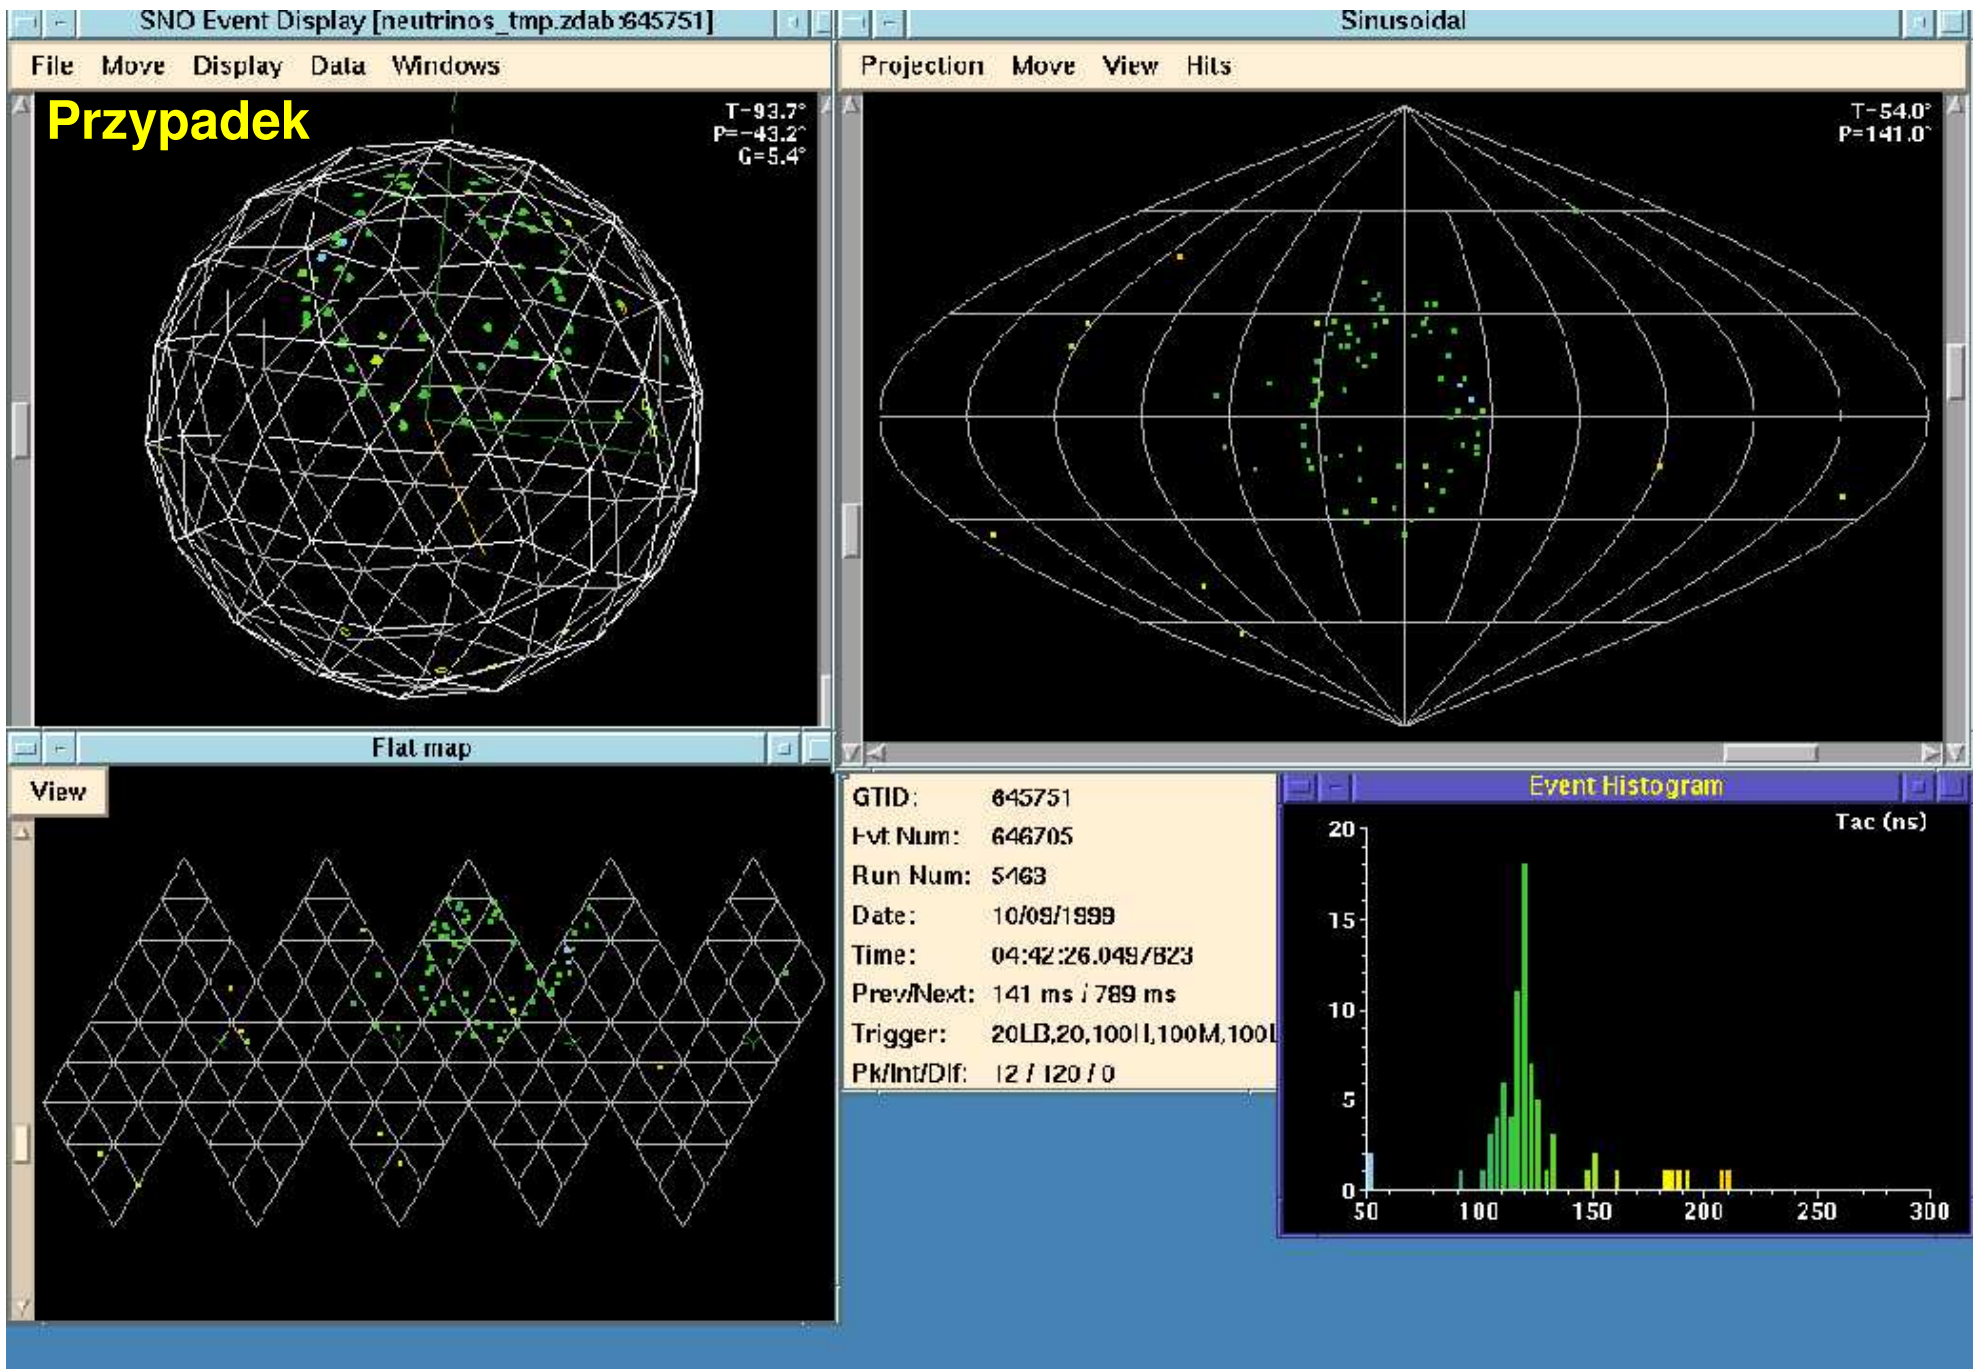 SNO Event Display [neutrinos_tmp.zdab:645751]
File Move Display Data Windows
Przypadek
T=93.7°
P=-43.2°
G=5.4°
Sinusoidal
Projection Move View Hits
T=54.0°
P=141.0°
Flat map
View
GTID: 645751
Evt Num: 646705
Run Num: 5463
Date: 10/09/1999
Time: 04:42:26.0497823
Prev/Next: 141 ms / 789 ms
Trigger: 20LB,20,100H,100M,100L
Pk/Int/Dif: 12 / 120 / 0
Event Histogram
Tac (ns)
20
15
10
5
0
50 100 150 200 250 300